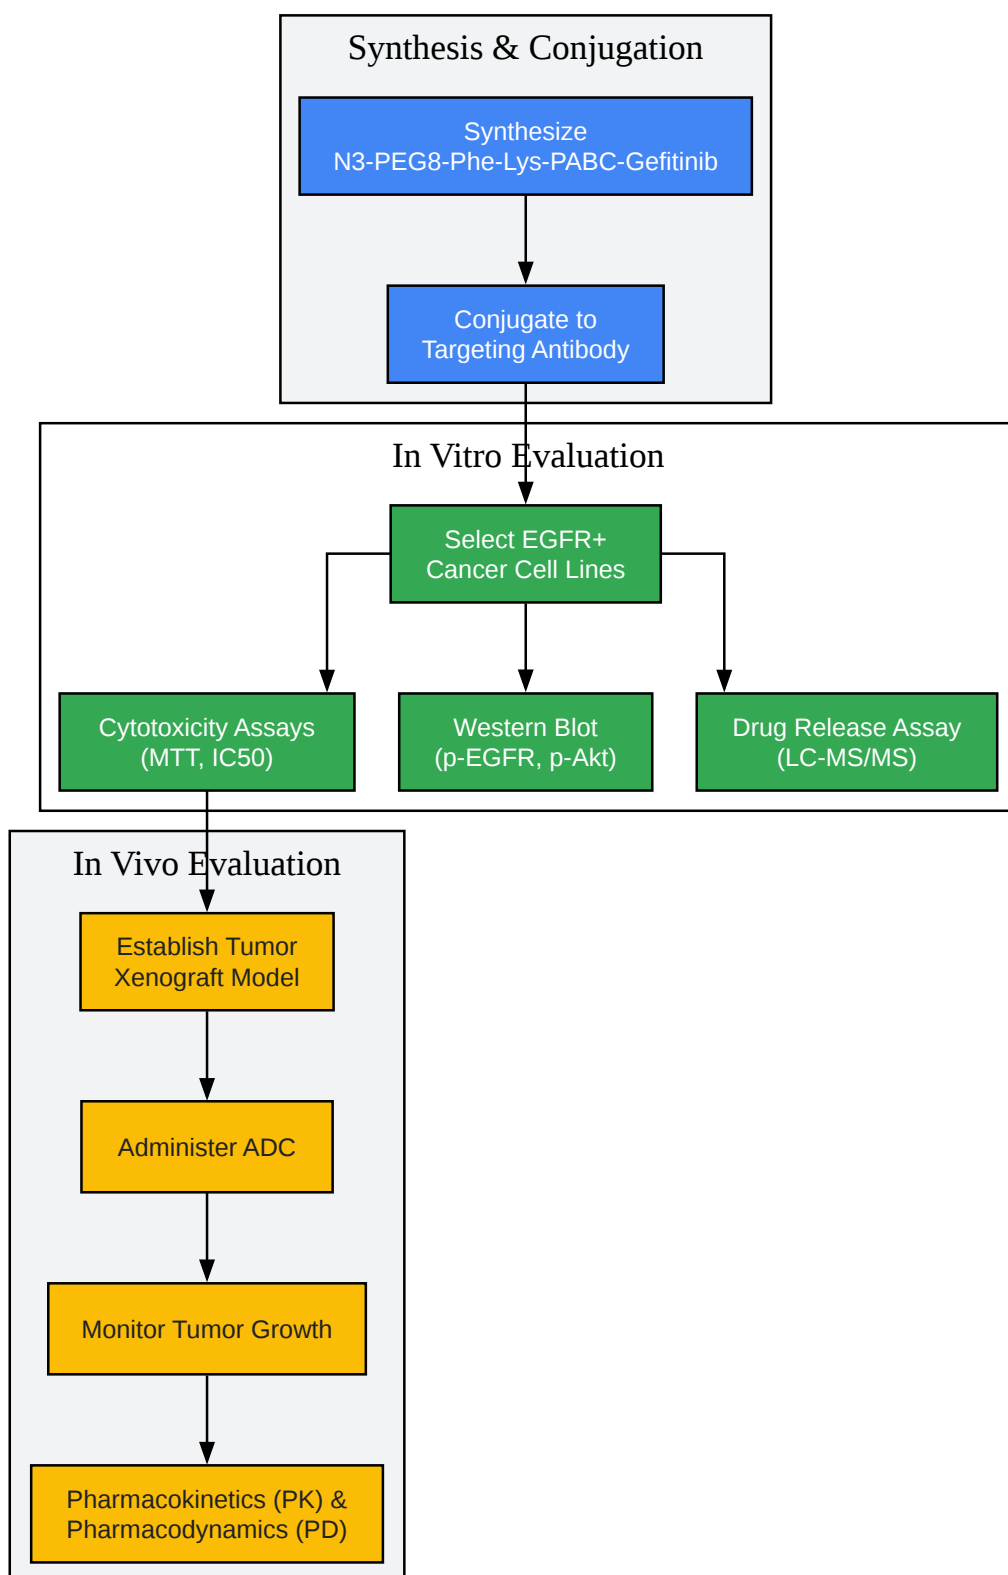 Synthesis & Conjugation
Synthesize
N3-PEG8-Phe-Lys-PABC-Gefitinib
Conjugate to
Targeting Antibody
In Vitro Evaluation
Select EGFR+
Cancer Cell Lines
Cytotoxicity Assays
(MTT, IC50)
Western Blot
(p-EGFR, p-Akt)
Drug Release Assay
(LC-MS/MS)
In Vivo Evaluation
Establish Tumor
Xenograft Model
Administer ADC
Monitor Tumor Growth
Pharmacokinetics (PK) &
Pharmacodynamics (PD)